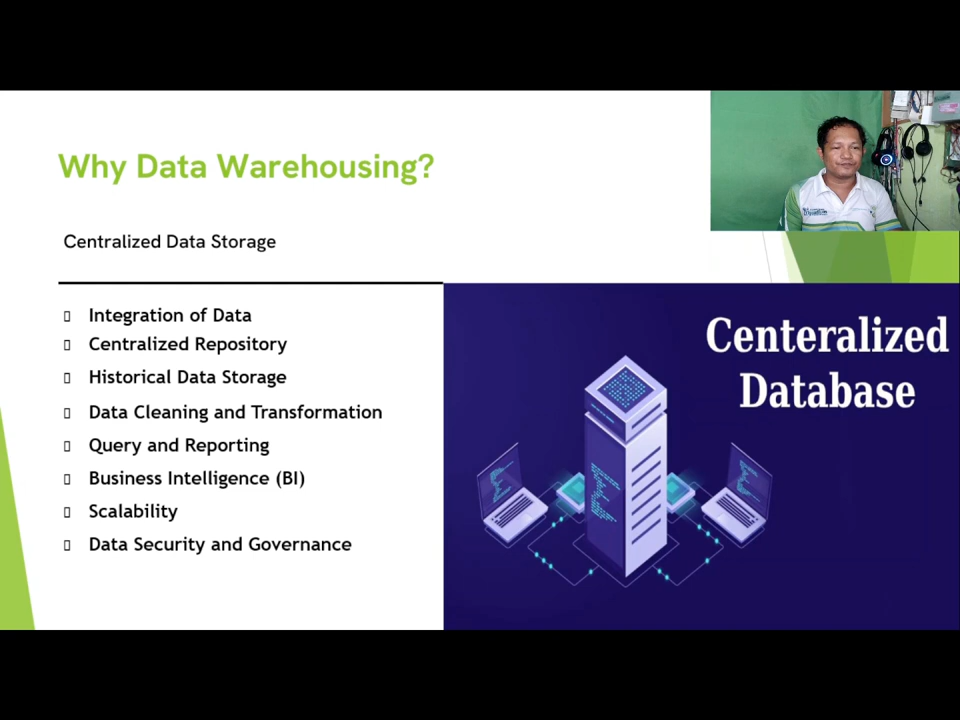 Why Data Warehousing?
Centralized Data Storage
Integration of Data
Centralized Repository
Historical Data Storage
Data Cleaning and Transformation
Query and Reporting
Business Intelligence (BI)
Scalability
Data Security and Governance
Centeralized
Database